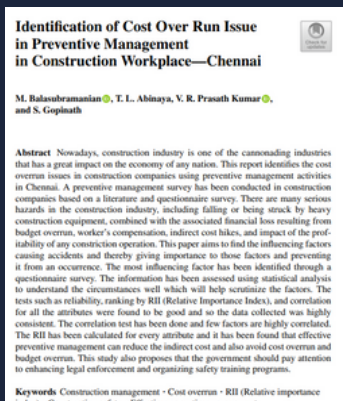 Identification of Cost Over Run Issue
in Preventive Management
in Construction Workplace—Chennai
Check for
updates
M. Balasubramanian, T. L. Abinaya, V. R. Prasath Kumar,
and S. Gopinath
Abstract Nowadays, construction industry is one of the cannonading industries
that has a great impact on the economy of any nation. This report identifies the cost
overrun issues in construction companies using preventive management activities
in Chennai. A preventive management survey has been conducted in construction
companies based on a literature and questionnaire survey. There are many serious
hazards in the construction industry, including falling or being struck by heavy
construction equipment, combined with the associated financial loss resulting from
budget overrun, worker's compensation, indirect cost hikes, and impact of the prof-
itability of any constriction operation. This paper aims to find the influencing factors
causing accidents and thereby giving importance to those factors and preventing
it from an occurrence. The most influencing factor has been identified through a
questionnaire survey. The information has been assessed using statistical analysis
to understand the circumstances well which will help scrutinize the factors. The
tests such as reliability, ranking by RII (Relative Importance Index), and correlation
for all the attributes were found to be good and so the data collected was highly
consistent. The correlation test has been done and few factors are highly correlated.
The RII has been calculated for every attribute and it has been found that effective
preventive management can reduce the indirect cost and also avoid cost overrun and
budget overrun. This study also proposes that the government should pay attention
to enhancing legal enforcement and organizing safety training programs.
Keywords Construction management · Cost overrun · RII (Relative importance